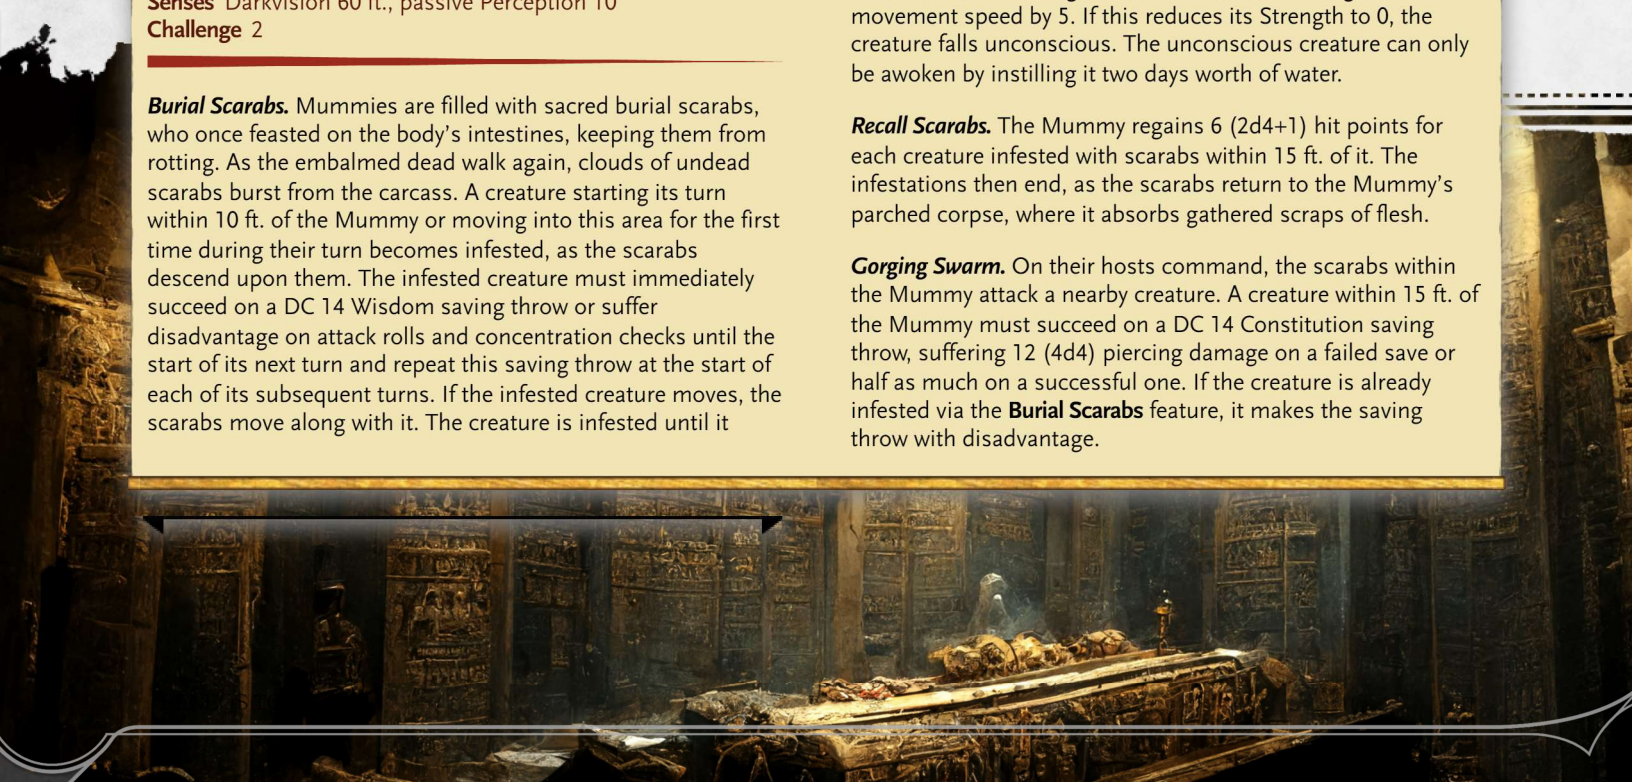 Senses Darkvision 60 ft., passive Perception 10
Challenge 2
Burial Scarabs. Mummies are filled with sacred burial scarabs,
who once feasted on the body's intestines, keeping them from
rotting. As the embalmed dead walk again, clouds of undead
scarabs burst from the carcass. A creature starting its turn
within 10 ft. of the Mummy or moving into this area for the first
time during their turn becomes infested, as the scarabs
descend upon them. The infested creature must immediately
succeed on a DC 14 Wisdom saving throw or suffer
disadvantage on attack rolls and concentration checks until the
start of its next turn and repeat this saving throw at the start of
each of its subsequent turns. If the infested creature moves, the
scarabs move along with it. The creature is infested until it
movement speed by 5. If this reduces its Strength to 0, the
creature falls unconscious. The unconscious creature can only
be awoken by instilling it two days worth of water.
Recall Scarabs. The Mummy regains 6 (2d4+1) hit points for
each creature infested with scarabs within 15 ft. of it. The
infestations then end, as the scarabs return to the Mummy's
parched corpse, where it absorbs gathered scraps of flesh.
Gorging Swarm. On their hosts command, the scarabs within
the Mummy attack a nearby creature. A creature within 15 ft. of
the Mummy must succeed on a DC 14 Constitution saving
throw, suffering 12 (4d4) piercing damage on a failed save or
half as much on a successful one. If the creature is already
infested via the Burial Scarabs feature, it makes the saving
throw with disadvantage.